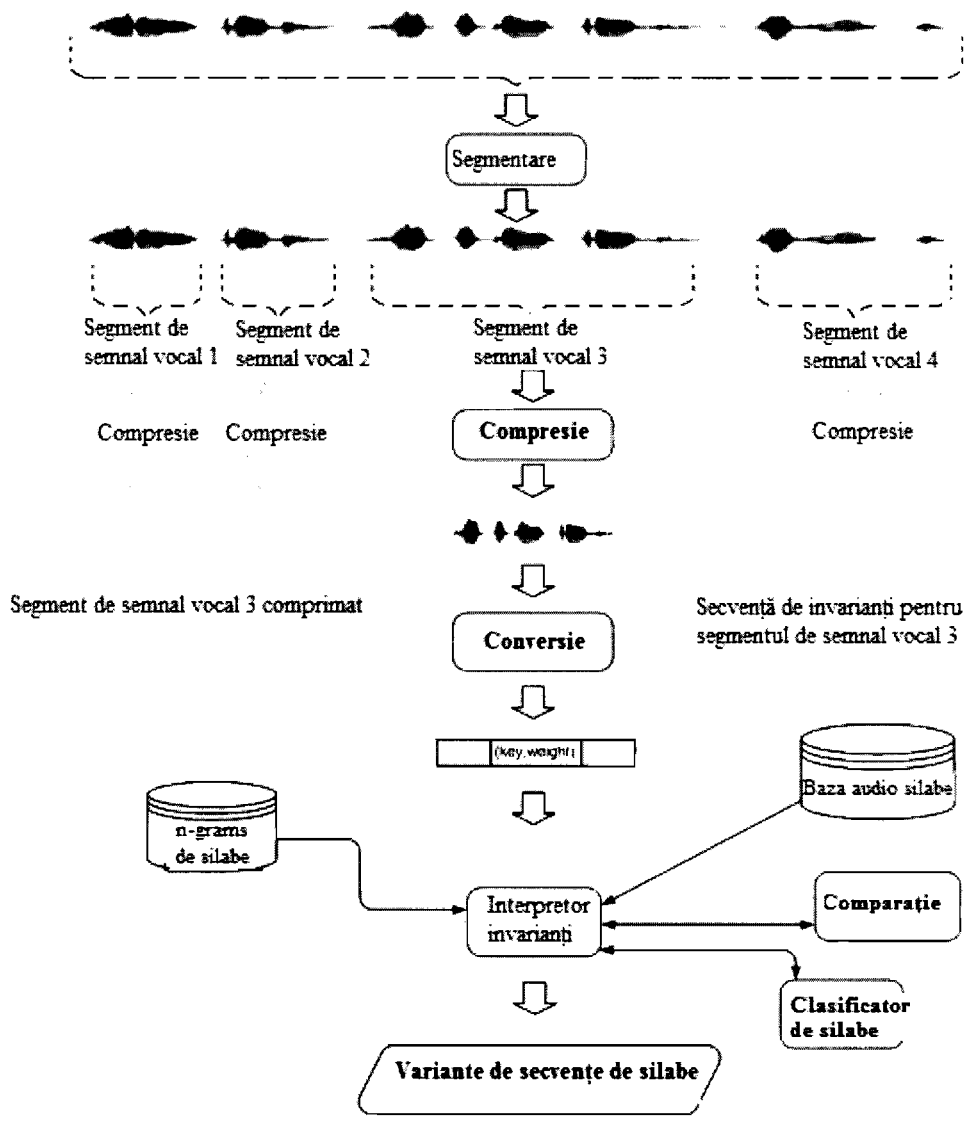 Segmentare
Segment de
semnal vocal 1
Segment de
semnal vocal 2
Segment de
semnal vocal 3
Segment de
semnal vocal 4
Compresie
Compresie
Compresie
Compresie
Segment de semnal vocal 3 comprimat
Secvență de invarianți pentru
segmentul de semnal vocal 3
Conversie
(key,weight)
Baza audio silabe
n-grams
de silabe
Interpretor
invarianți
Comparație
Clasificator
de silabe
Variante de secvențe de silabe